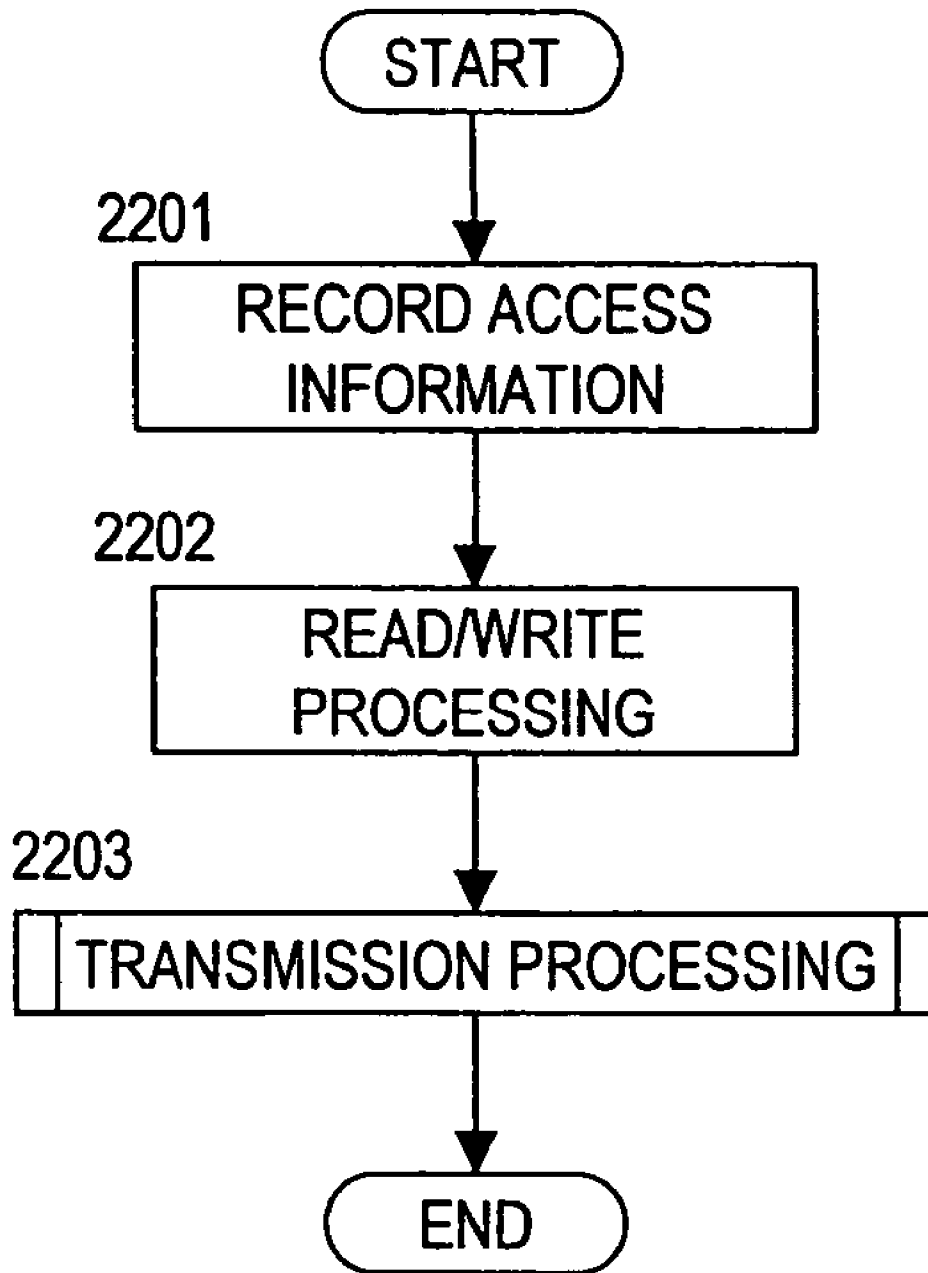 START
2201
RECORD ACCESS
INFORMATION
2202
READ/WRITE
PROCESSING
2203
TRANSMISSION PROCESSING
END